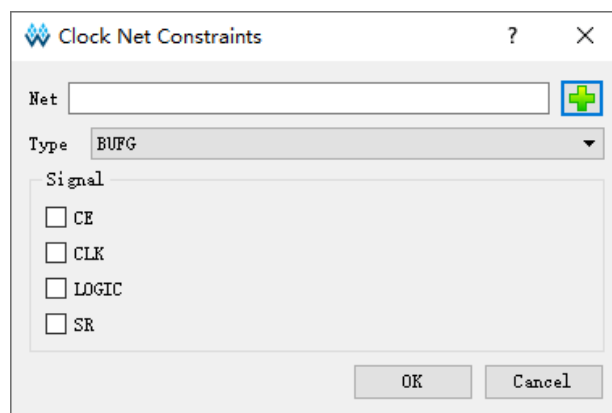 Clock Net Constraints ?
Net
Type BUFG
Signal
CE
CLK
LOGIC
SR
OK Cancel